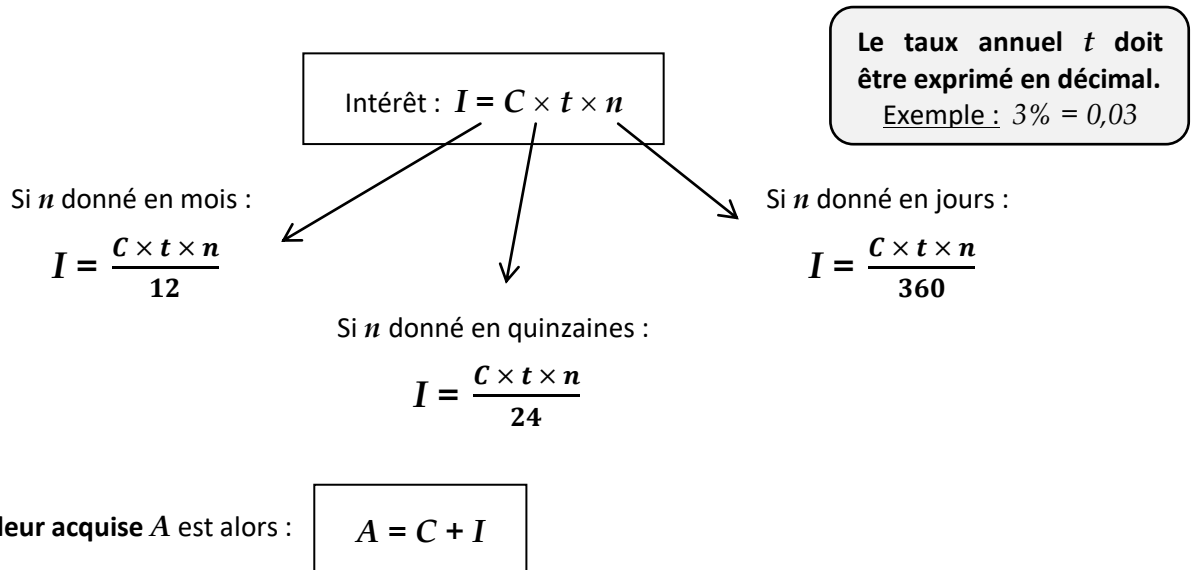 Le taux annuel t doit
être exprimé en décimal.
Exemple : 3% = 0,03
Intérêt : I = C × t × n
Si n donné en mois :
I = C × t × n / 12
Si n donné en jours :
I = C × t × n / 360
Si n donné en quinzaines :
I = C × t × n / 24
leur acquise A est alors :
A = C + I